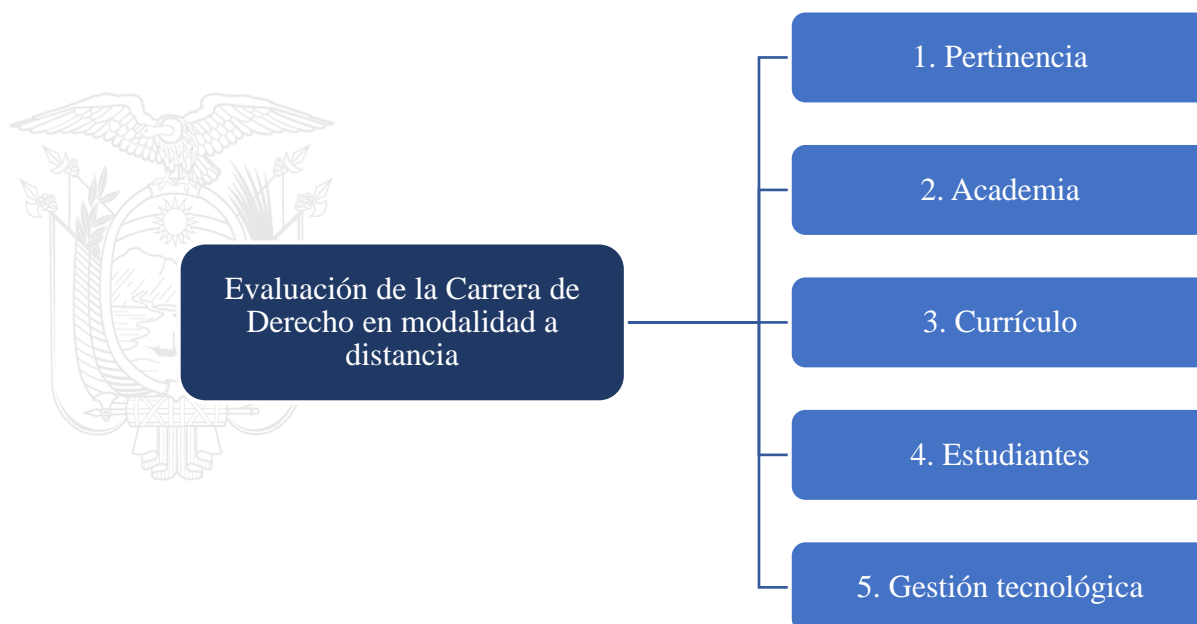 1. Pertinencia
2. Academia
Evaluación de la Carrera de
Derecho en modalidad a
distancia
3. Currículo
4. Estudiantes
5. Gestión tecnológica